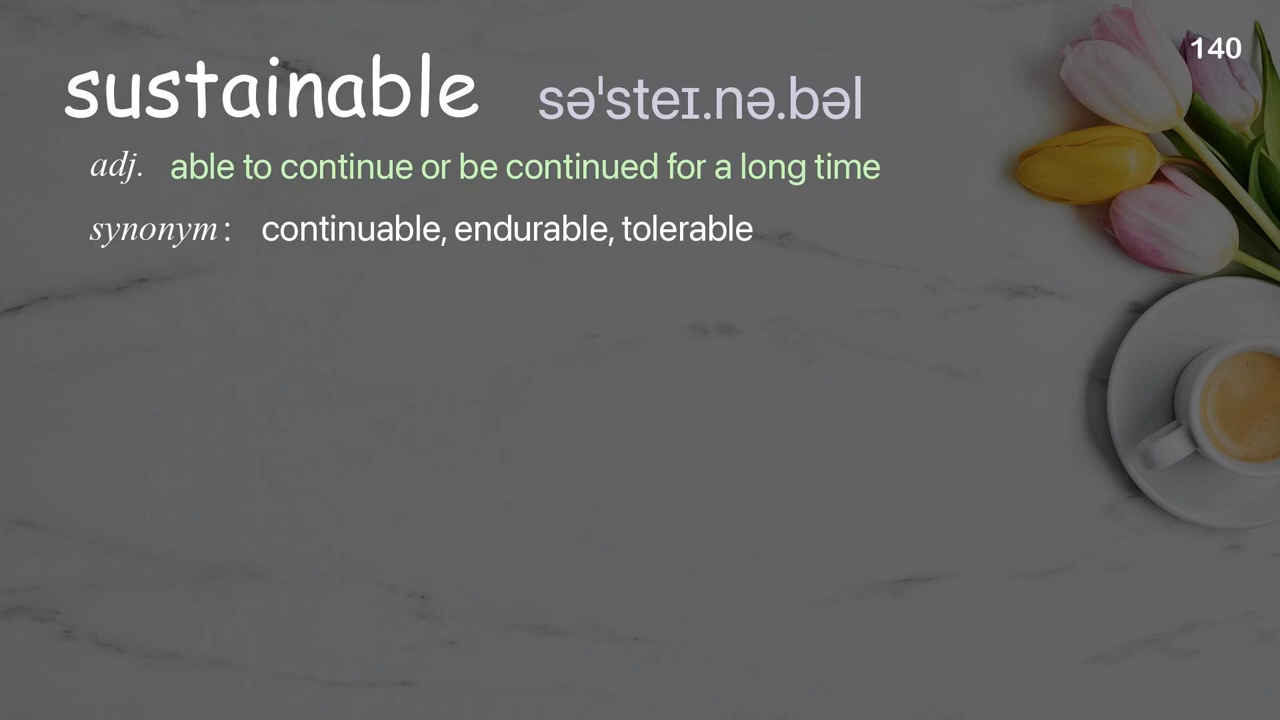 140
sustainable səˈsteɪ.nə.bəl
adj. able to continue or be continued for a long time
synonym: continuable, endurable, tolerable